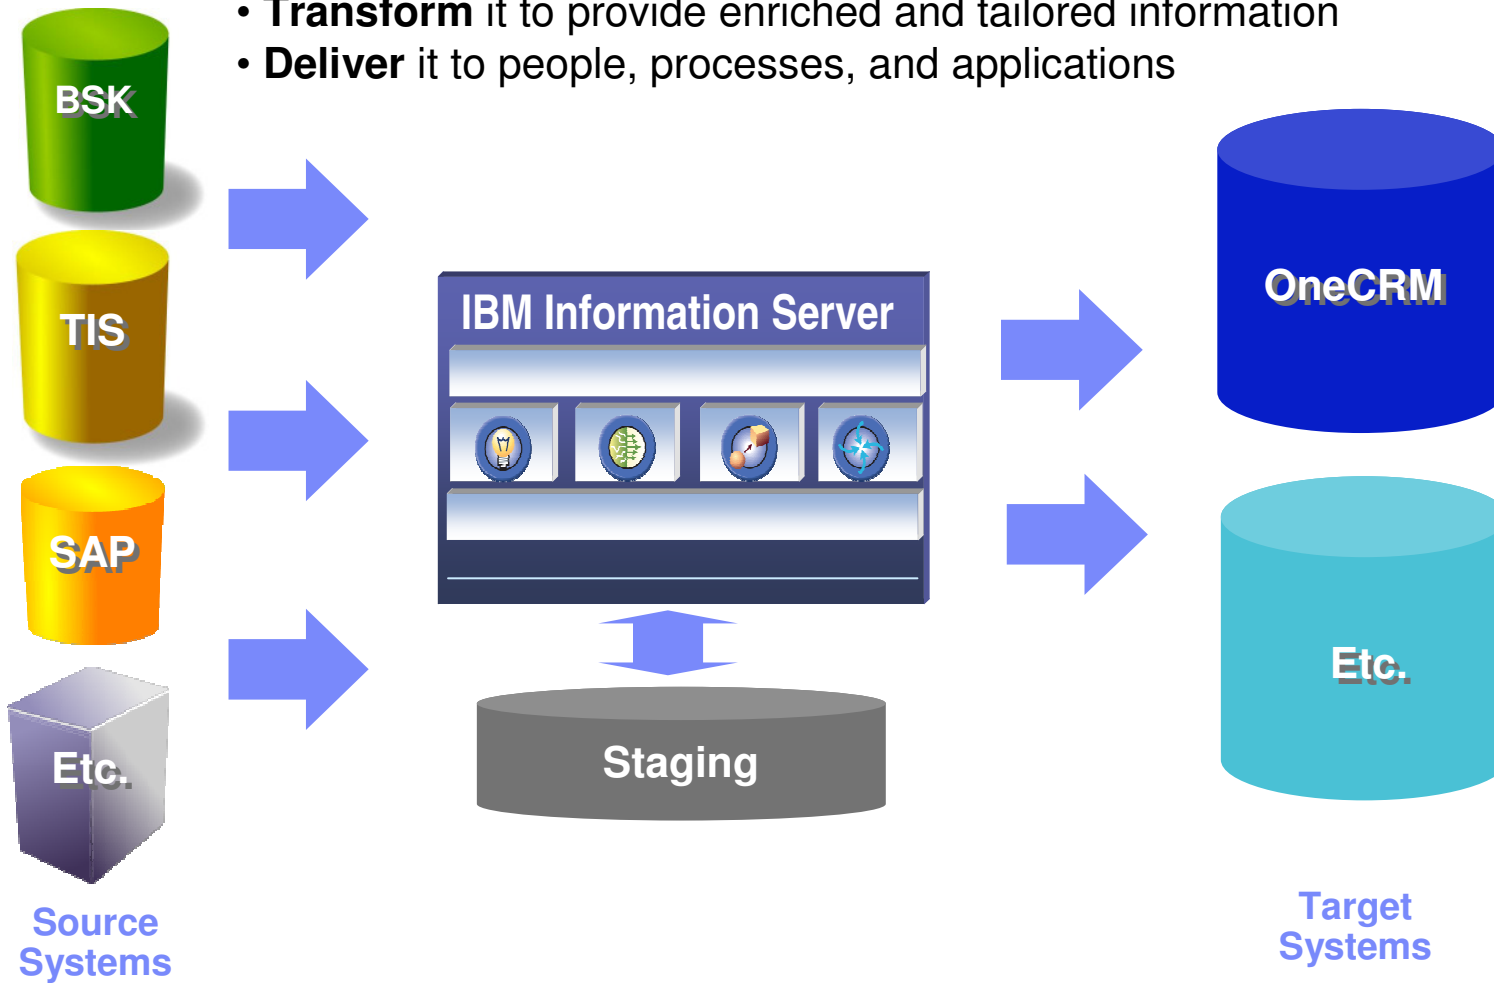 • Transform it to provide enriched and tailored information
• Deliver it to people, processes, and applications
BSK
TIS
SAP
Etc.
Source
Systems
IBM Information Server
Staging
OneCRM
Etc.
Target
Systems